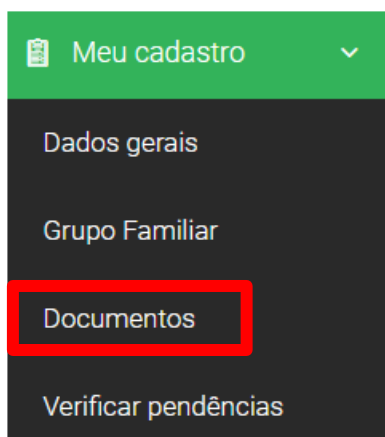 Meu cadastro
Dados gerais
Grupo Familiar
Documentos
Verificar pendências